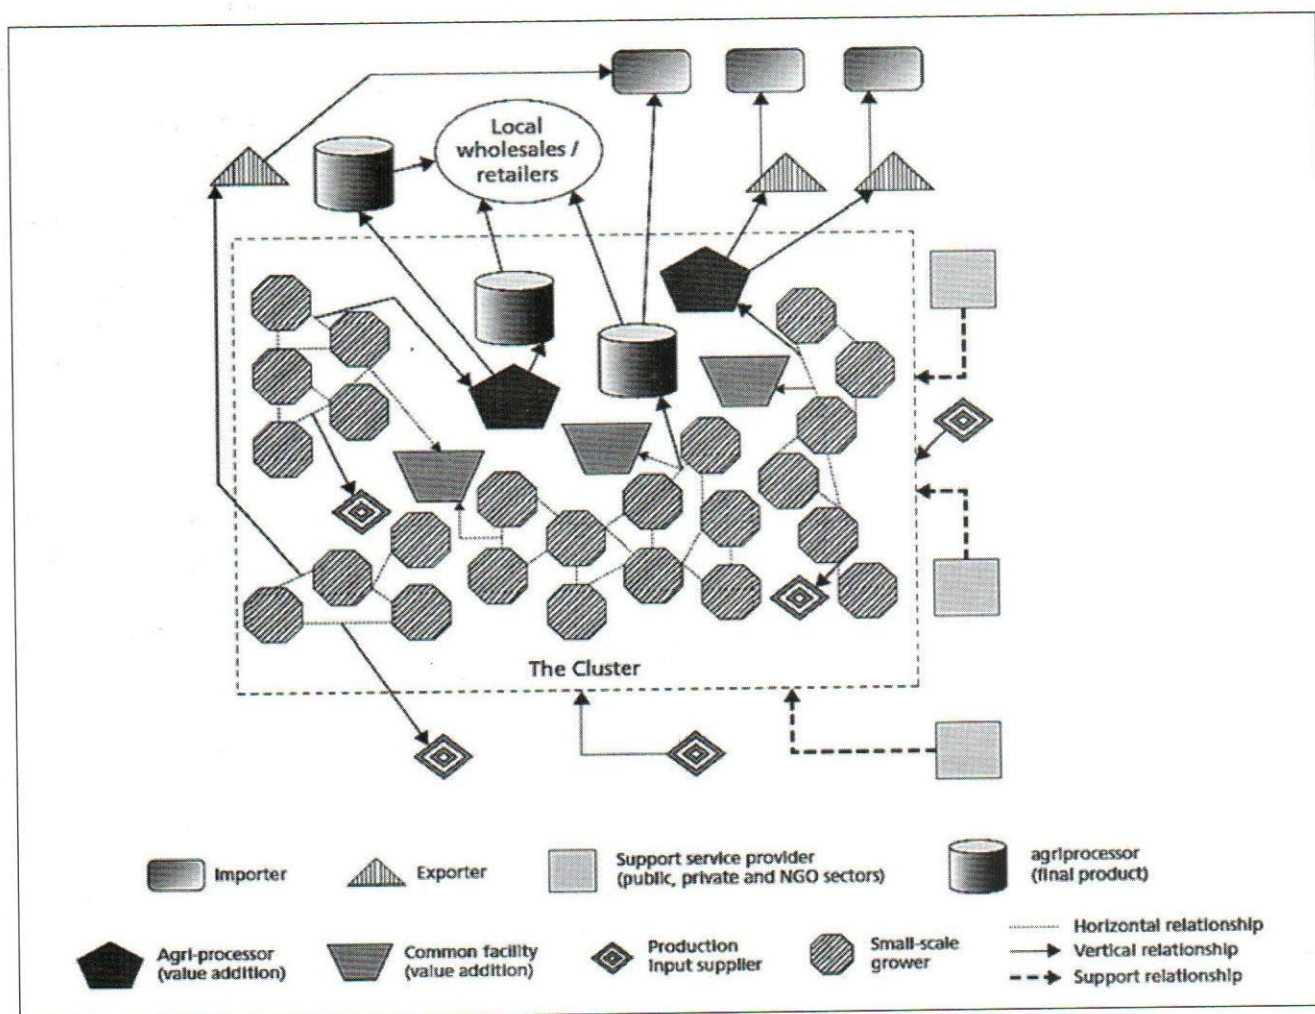 Local
wholesales /
retailers
The Cluster
Importer
Exporter
Support service provider
(public, private and NGO sectors)
agriprocessor
(final product)
Agri-processor
(value addition)
Common facility
(value addition)
Production
input supplier
Small-scale
grower
Horizontal relationship
Vertical relationship
Support relationship